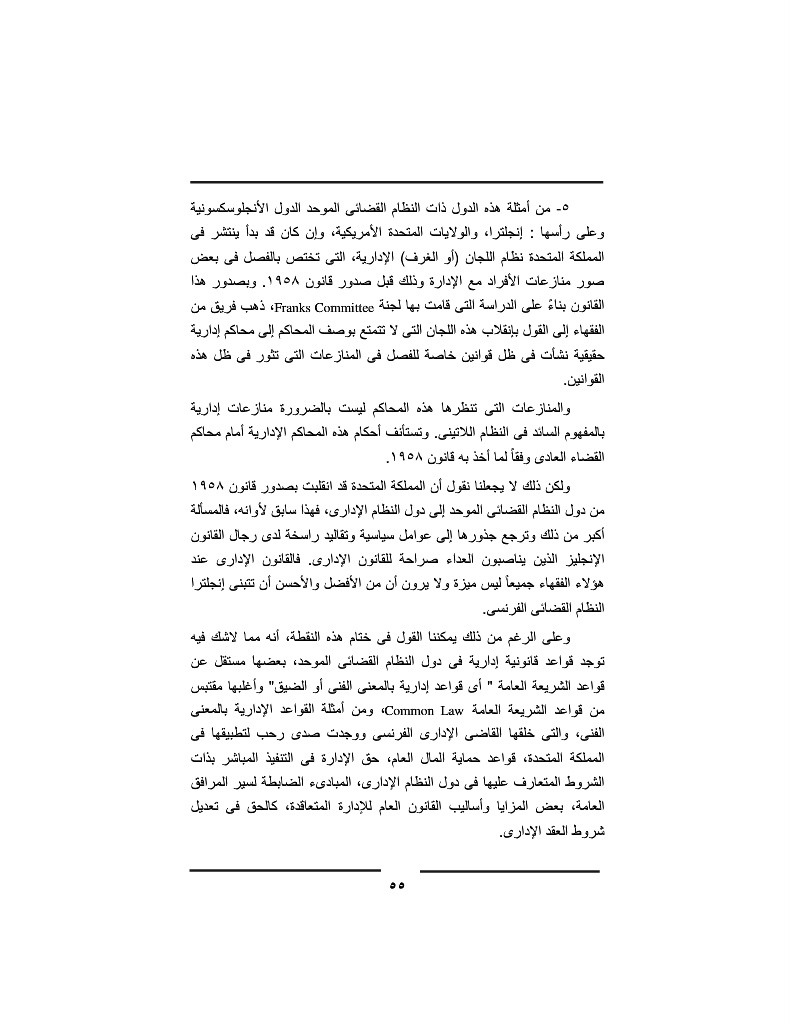 ٥- من أمثلة هذه الدول ذات النظام القضائى الموحد الدول الأنجلوسكسونية
وعلى رأسها : إنجلترا، والولايات المتحدة الأمريكية، وإن كان قد بدأ ينتشر فى
المملكة المتحدة نظام اللجان (أو الغرف) الإدارية، التى تختص بالفصل فى بعض
صور منازعات الأفراد مع الإدارة وذلك قبل صدور قانون ١٩٥٨. وبصدور هذا
القانون بناءً على الدراسة التى قامت بها لجنة Franks Committee، ذهب فريق من
الفقهاء إلى القول بإنقلاب هذه اللجان التى لا تتمتع بوصف المحاكم إلى محاكم إدارية
حقيقية نشأت فى ظل قوانين خاصة للفصل فى المنازعات التى تثور فى ظل هذه
القوانين.
والمنازعات التى تنظرها هذه المحاكم ليست بالضرورة منازعات إدارية
بالمفهوم السائد فى النظام اللاتينى. وتستأنف أحكام هذه المحاكم الإدارية أمام محاكم
القضاء العادى وفقاً لما أخذ به قانون ١٩٥٨.
ولكن ذلك لا يجعلنا نقول أن المملكة المتحدة قد انقلبت بصدور قانون ١٩٥٨
من دول النظام القضائى الموحد إلى دول النظام الإدارى، فهذا سابق لأوانه، فالمسألة
أكبر من ذلك وترجع جذورها إلى عوامل سياسية وتقاليد راسخة لدى رجال القانون
الإنجليز الذين يناصبون العداء صراحة للقانون الإدارى. فالقانون الإدارى عند
هؤلاء الفقهاء جميعاً ليس ميزة ولا يرون أن من الأفضل والأحسن أن تتبنى إنجلترا
النظام القضائى الفرنسى.
وعلى الرغم من ذلك يمكننا القول فى ختام هذه النقطة، أنه مما لاشك فيه
توجد قواعد قانونية إدارية فى دول النظام القضائى الموحد، بعضها مستقل عن
قواعد الشريعة العامة " أى قواعد إدارية بالمعنى الفنى أو الضيق" وأغلبها مقتبس
من قواعد الشريعة العامة Common Law، ومن أمثلة القواعد الإدارية بالمعنى
الفنى، والتى خلقها القاضى الإدارى الفرنسى ووجدت صدى رحب لتطبيقها فى
المملكة المتحدة، قواعد حماية المال العام، حق الإدارة فى التنفيذ المباشر بذات
الشروط المتعارف عليها فى دول النظام الإدارى، المبادىء الضابطة لسير المرافق
العامة، بعض المزايا وأساليب القانون العام للإدارة المتعاقدة، كالحق فى تعديل
شروط العقد الإدارى.
٥٥